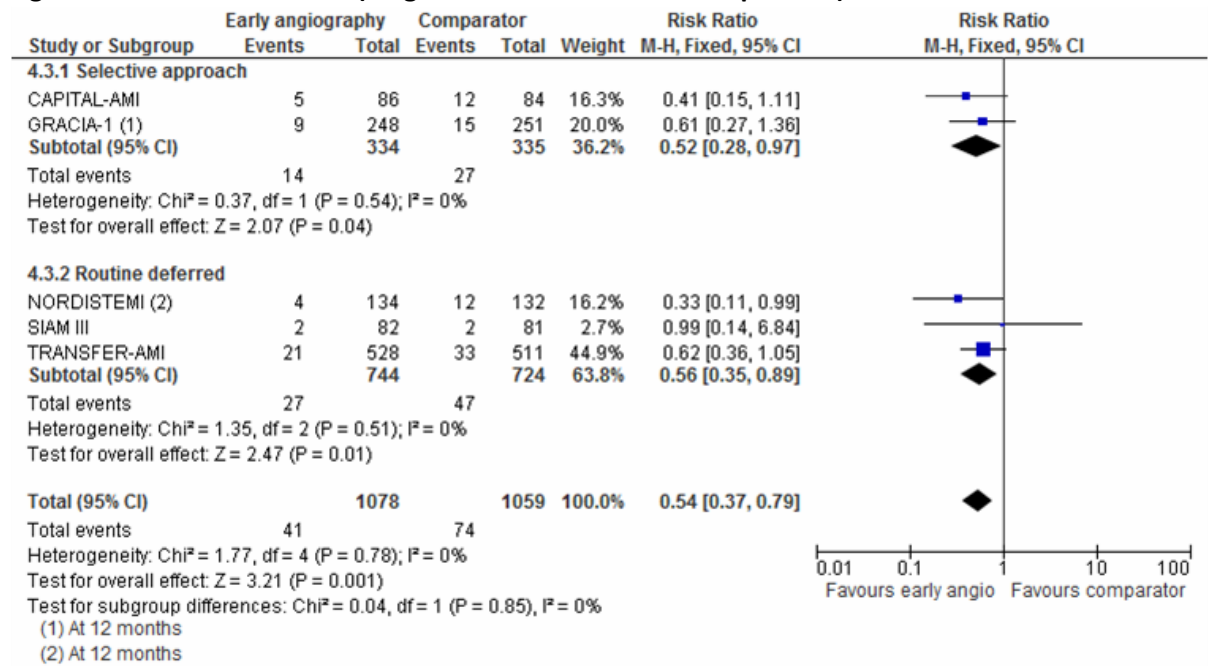 Early angiography Comparator Risk Ratio Risk Ratio
Study or Subgroup Events Total Events Total Weight M-H, Fixed, 95% CI M-H, Fixed, 95% CI
4.3.1 Selective approach
CAPITAL-AMI 5 86 12 84 16.3% 0.41 [0.15, 1.11]
GRACIA-1 (1) 9 248 15 251 20.0% 0.61 [0.27, 1.36]
Subtotal (95% CI) 334 335 36.2% 0.52 [0.28, 0.97]
Total events 14 27
Heterogeneity: Chi² = 0.37, df = 1 (P = 0.54); I² = 0%
Test for overall effect: Z = 2.07 (P = 0.04)
4.3.2 Routine deferred
NORDISTEMI (2) 4 134 12 132 16.2% 0.33 [0.11, 0.99]
SIAM III 2 82 2 81 2.7% 0.99 [0.14, 6.84]
TRANSFER-AMI 21 528 33 511 44.9% 0.62 [0.36, 1.05]
Subtotal (95% CI) 744 724 63.8% 0.56 [0.35, 0.89]
Total events 27 47
Heterogeneity: Chi² = 1.35, df = 2 (P = 0.51); I² = 0%
Test for overall effect: Z = 2.47 (P = 0.01)
Total (95% CI) 1078 1059 100.0% 0.54 [0.37, 0.79]
Total events 41 74
Heterogeneity: Chi² = 1.77, df = 4 (P = 0.78); I² = 0%
Test for overall effect: Z = 3.21 (P = 0.001)
Test for subgroup differences: Chi² = 0.04, df = 1 (P = 0.85), I² = 0%
(1) At 12 months
(2) At 12 months
0.01 0.1 1 10 100
Favours early angio Favours comparator